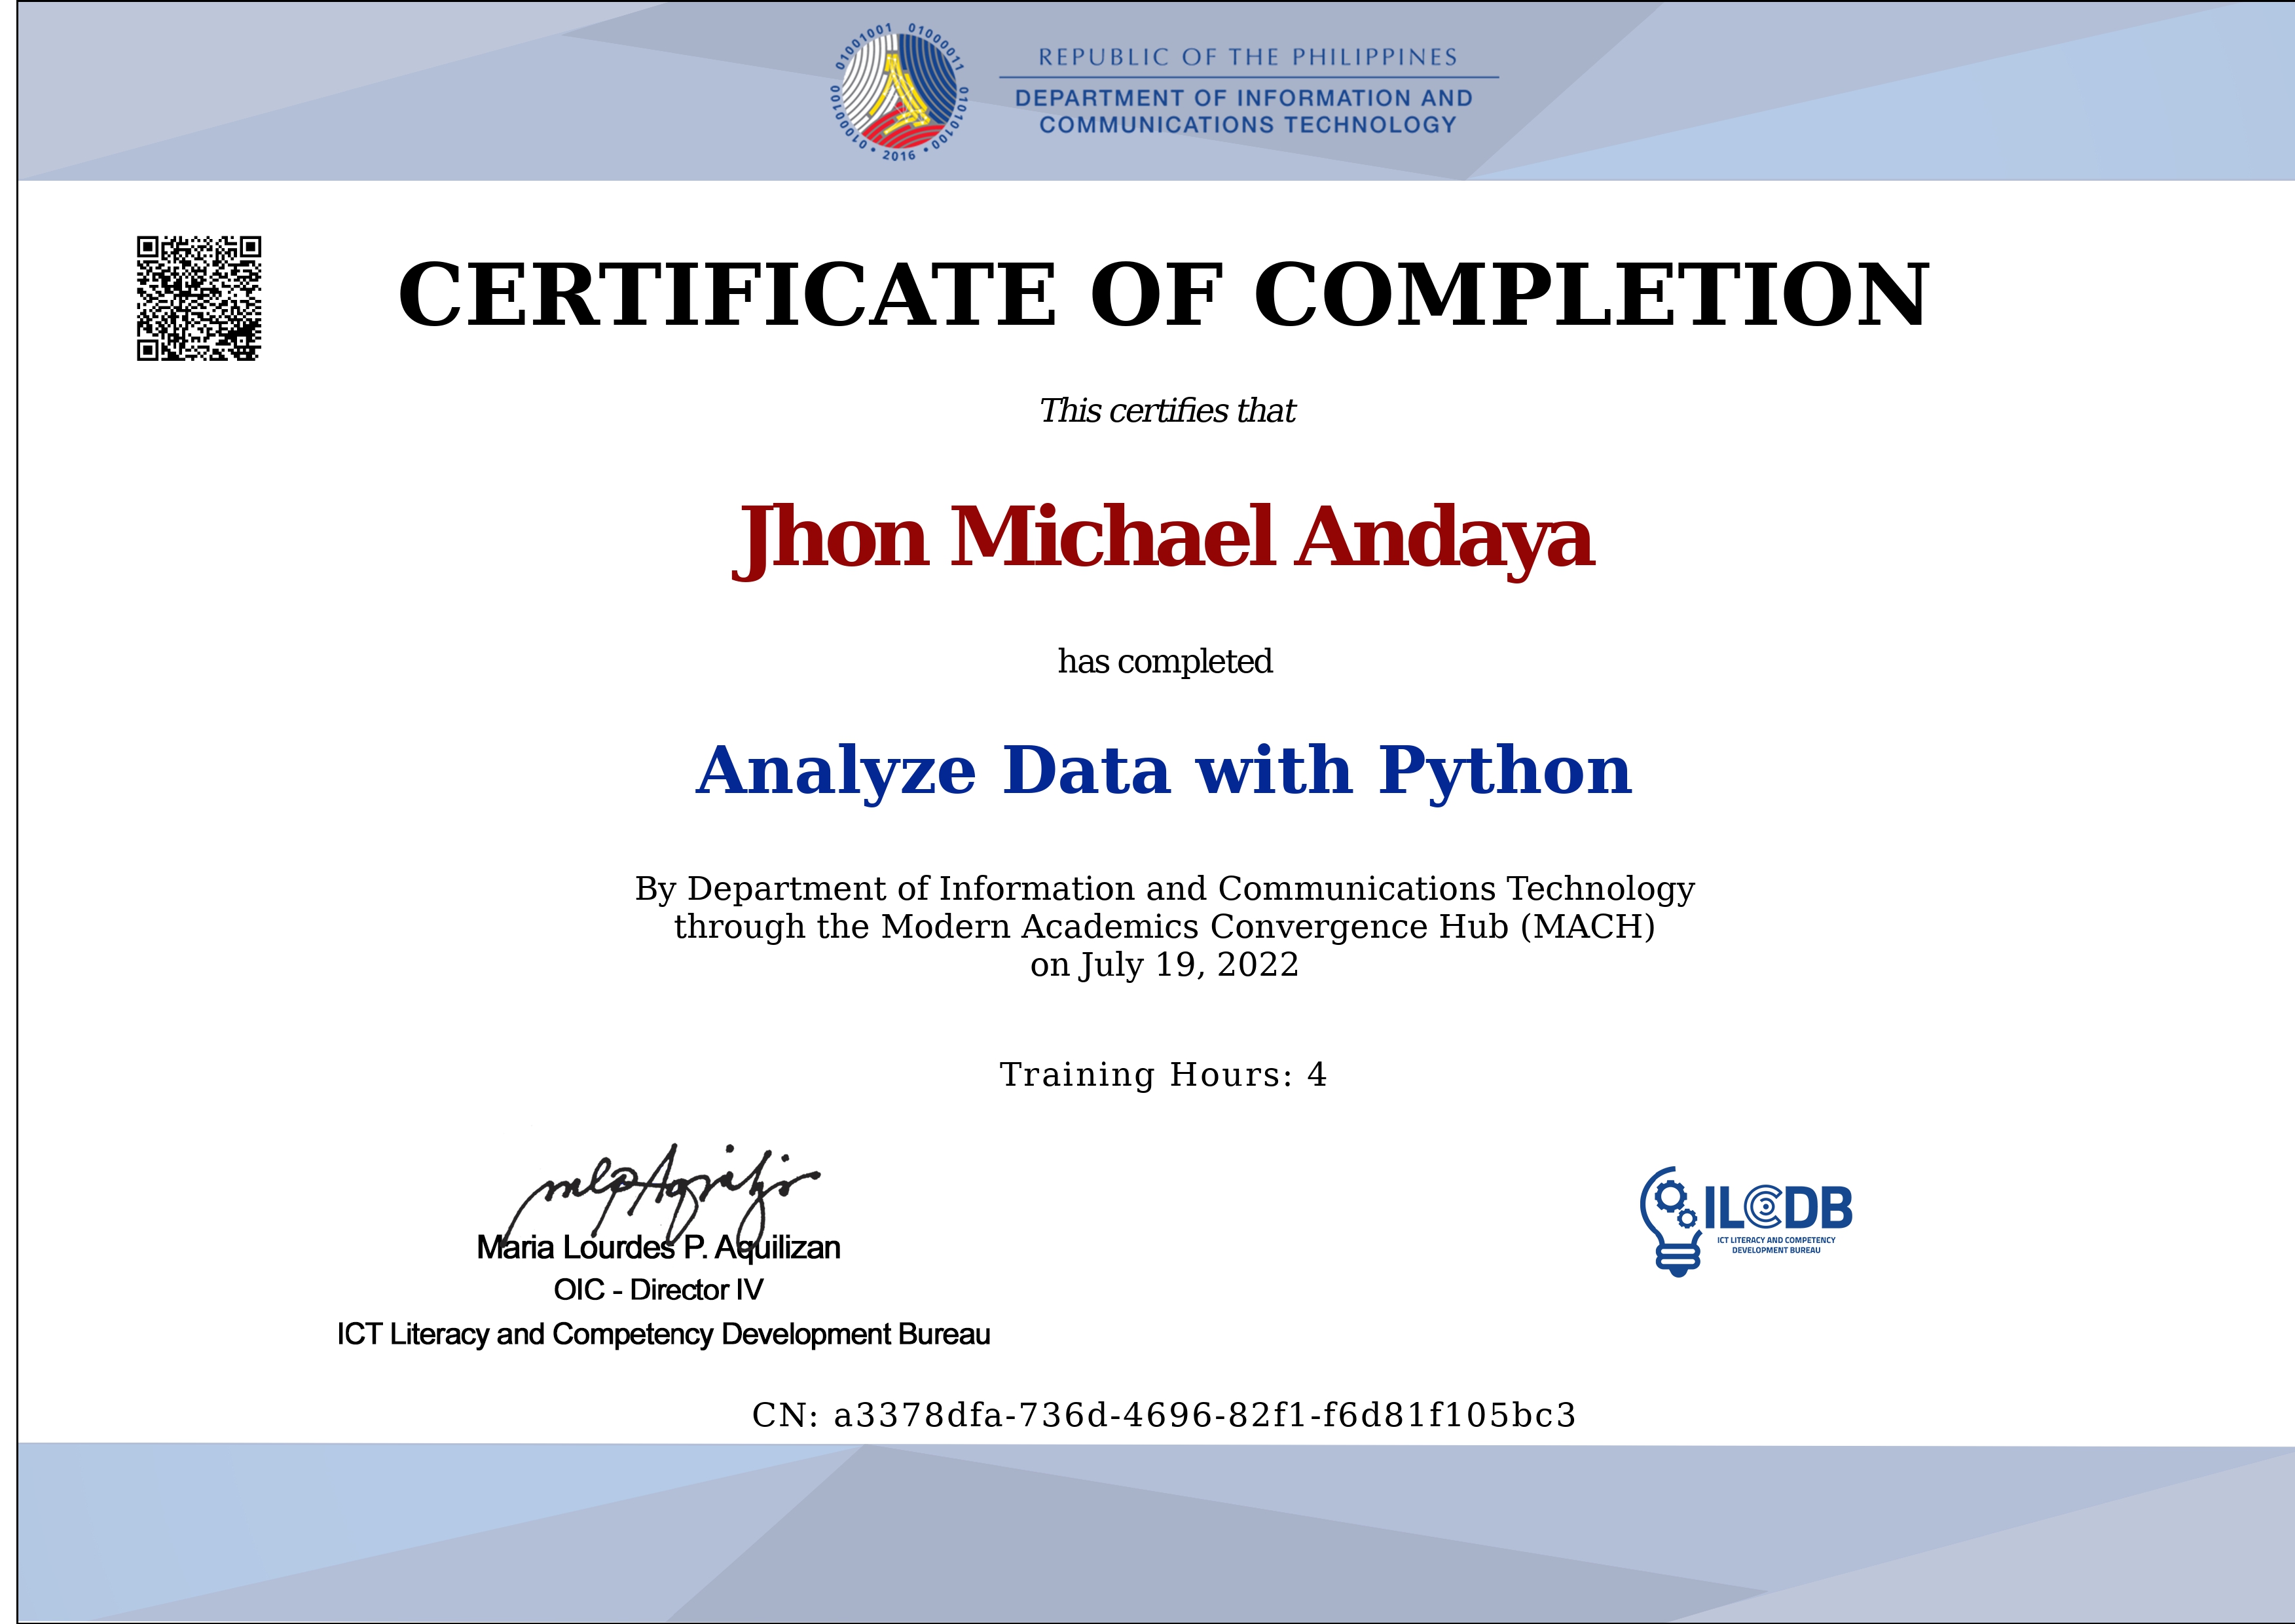 01001001 01000011 01010100 • 2016 • 01000100
REPUBLIC OF THE PHILIPPINES
DEPARTMENT OF INFORMATION AND
COMMUNICATIONS TECHNOLOGY
CERTIFICATE OF COMPLETION
This certifies that
Jhon Michael Andaya
has completed
Analyze Data with Python
By Department of Information and Communications Technology
through the Modern Academics Convergence Hub (MACH)
on July 19, 2022
Training Hours: 4
Maria Lourdes P. Aquilizan
OIC - Director IV
ICT Literacy and Competency Development Bureau
ILCDB
ICT LITERACY AND COMPETENCY
DEVELOPMENT BUREAU
CN: a3378dfa-736d-4696-82f1-f6d81f105bc3